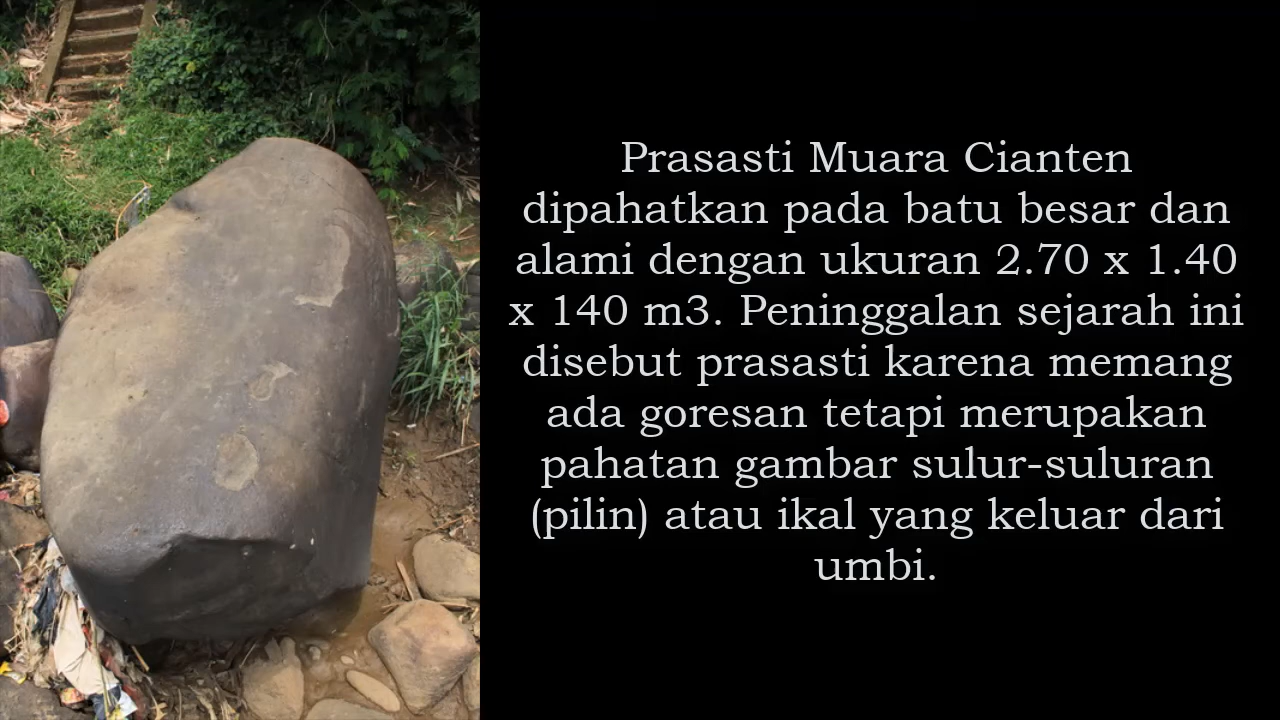 Prasasti Muara Cianten
dipahatkan pada batu besar dan
alami dengan ukuran 2.70 x 1.40
x 140 m3. Peninggalan sejarah ini
disebut prasasti karena memang
ada goresan tetapi merupakan
pahatan gambar sulur-suluran
(pilin) atau ikal yang keluar dari
umbi.